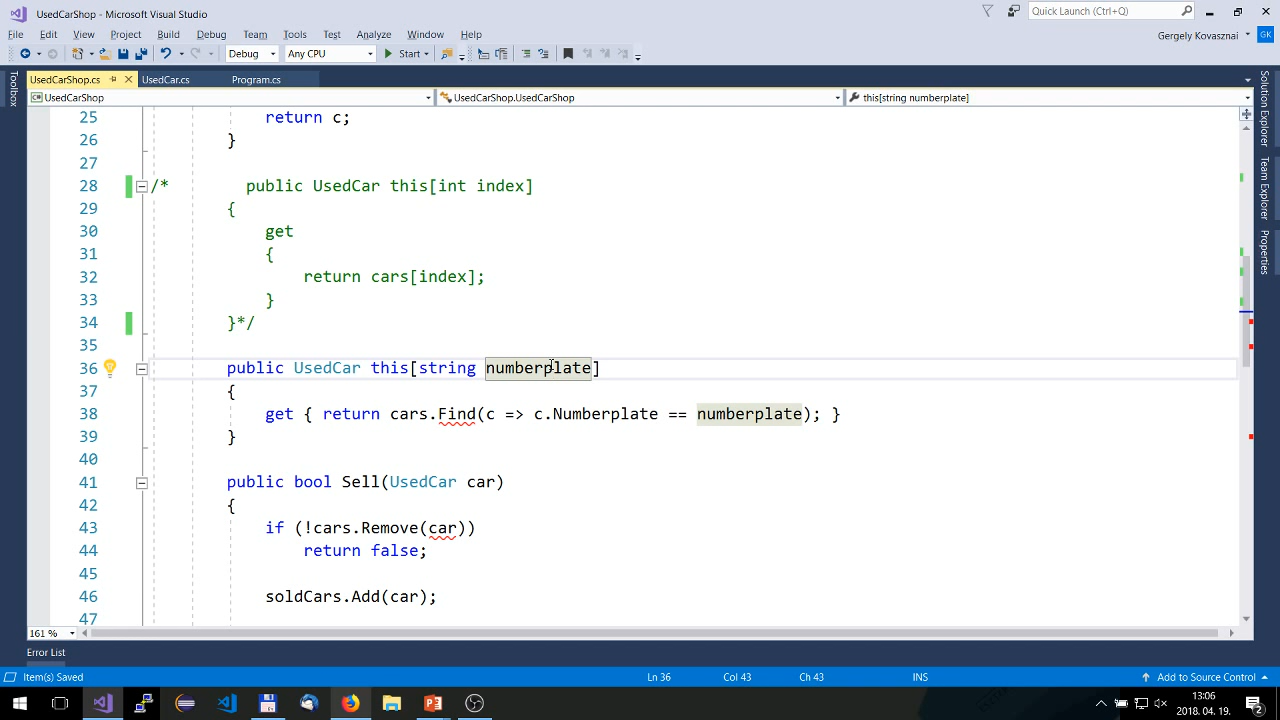 UsedCarShop - Microsoft Visual Studio
Quick Launch (Ctrl+Q)
File Edit View Project Build Debug Team Tools Test Analyze Window Help
Gergely Kovasznai GK
Debug Any CPU Start
UsedCarShop.cs UsedCar.cs Program.cs
UsedCarShop UsedCarShop.UsedCarShop this[string numberplate]
Toolbox
Solution Explorer
Team Explorer
Properties
25 return c;
26 }
27
28 /* public UsedCar this[int index]
29 {
30 get
31 {
32 return cars[index];
33 }
34 }*/
35
36 public UsedCar this[string numberplate]
37 {
38 get { return cars.Find(c => c.Numberplate == numberplate); }
39 }
40
41 public bool Sell(UsedCar car)
42 {
43 if (!cars.Remove(car))
44 return false;
45
46 soldCars.Add(car);
47
161 %
Error List
Item(s) Saved Ln 36 Col 43 Ch 43 INS Add to Source Control
13:06
2018. 04. 19.
2